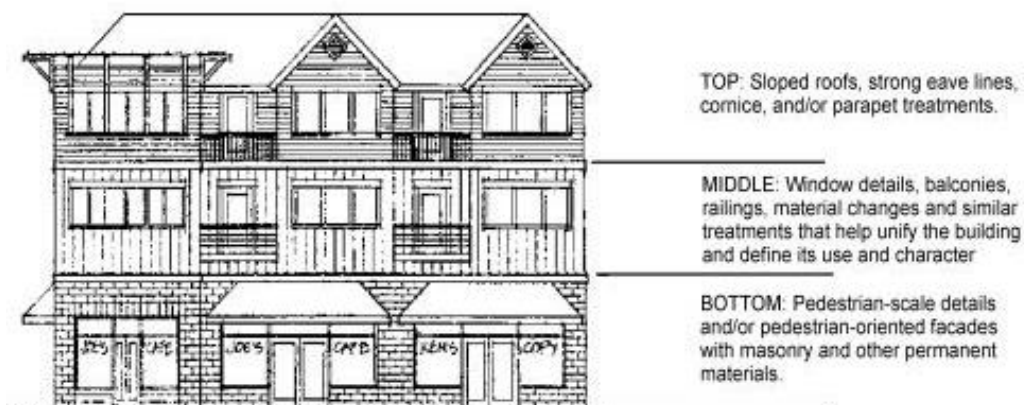 TOP: Sloped roofs, strong eave lines,
cornice, and/or parapet treatments.
MIDDLE: Window details, balconies,
railings, material changes and similar
treatments that help unify the building
and define its use and character
BOTTOM: Pedestrian-scale details
and/or pedestrian-oriented facades
with masonry and other permanent
materials.
JOE'S CAFE JOE'S CARDS KEN'S COPY